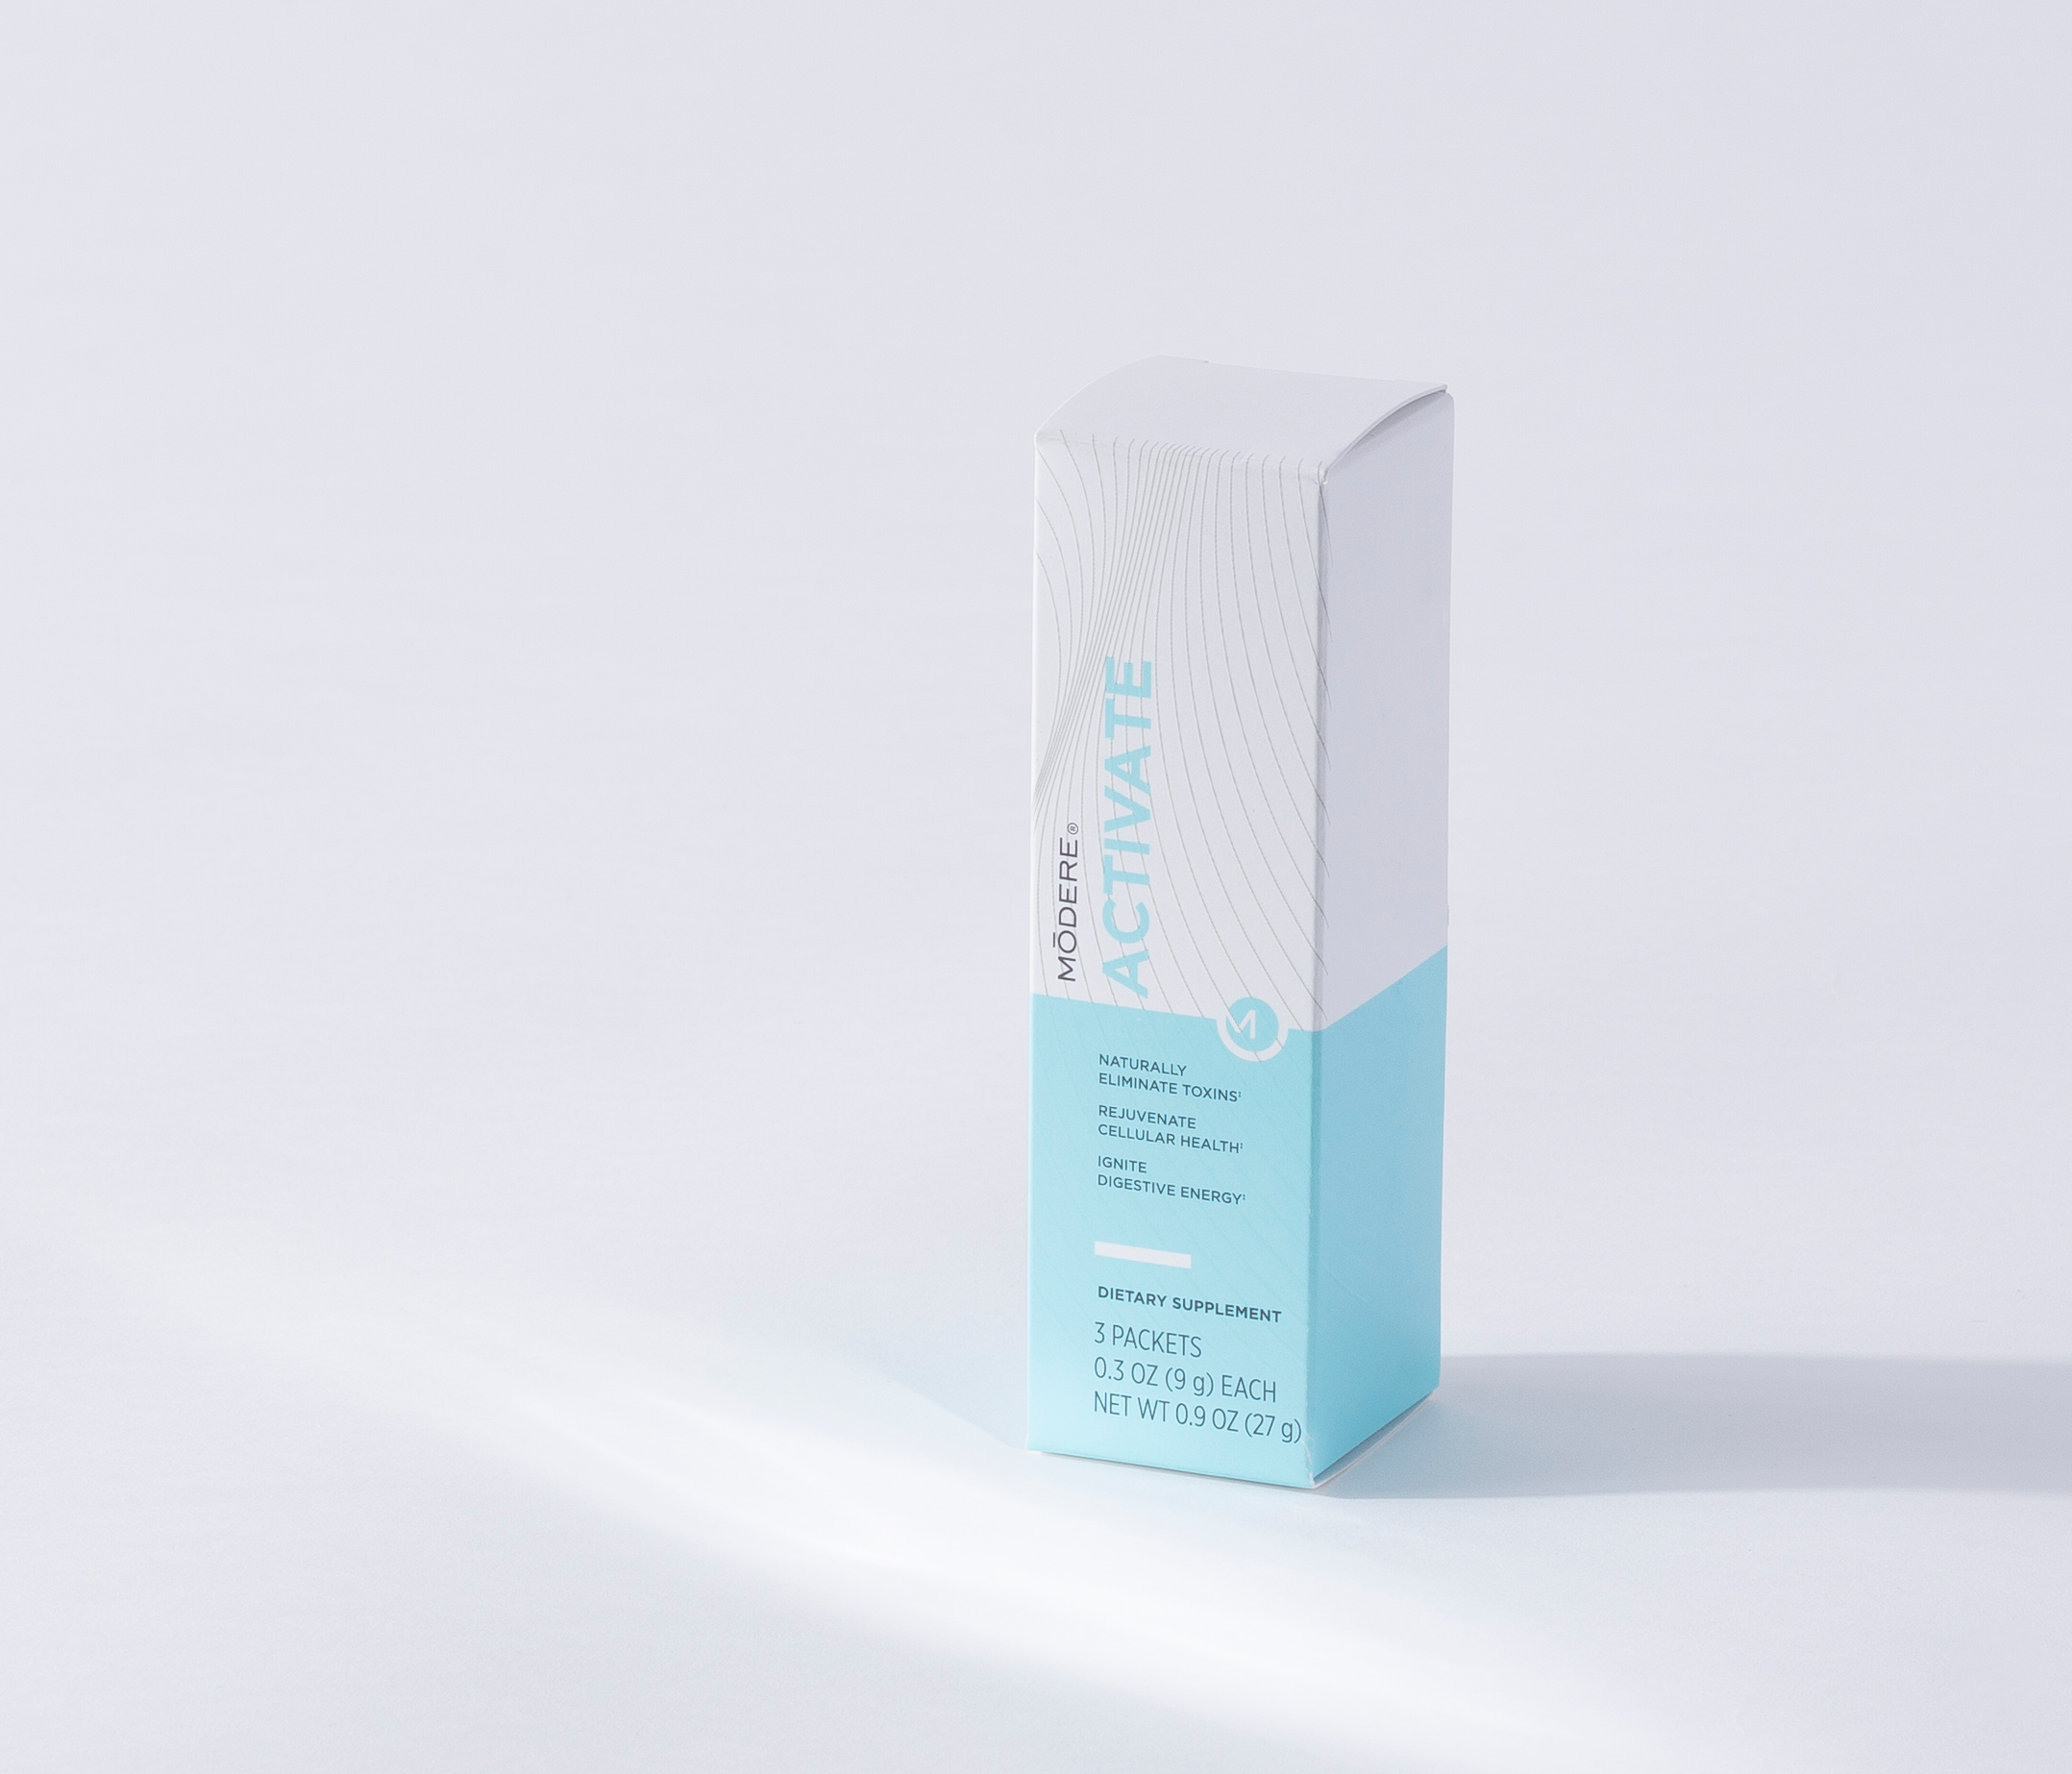 MŌDERE®
ACTIVATE
M
NATURALLY
ELIMINATE TOXINS‡
REJUVENATE
CELLULAR HEALTH‡
IGNITE
DIGESTIVE ENERGY‡
DIETARY SUPPLEMENT
3 PACKETS
0.3 OZ (9 g) EACH
NET WT 0.9 OZ (27 g)